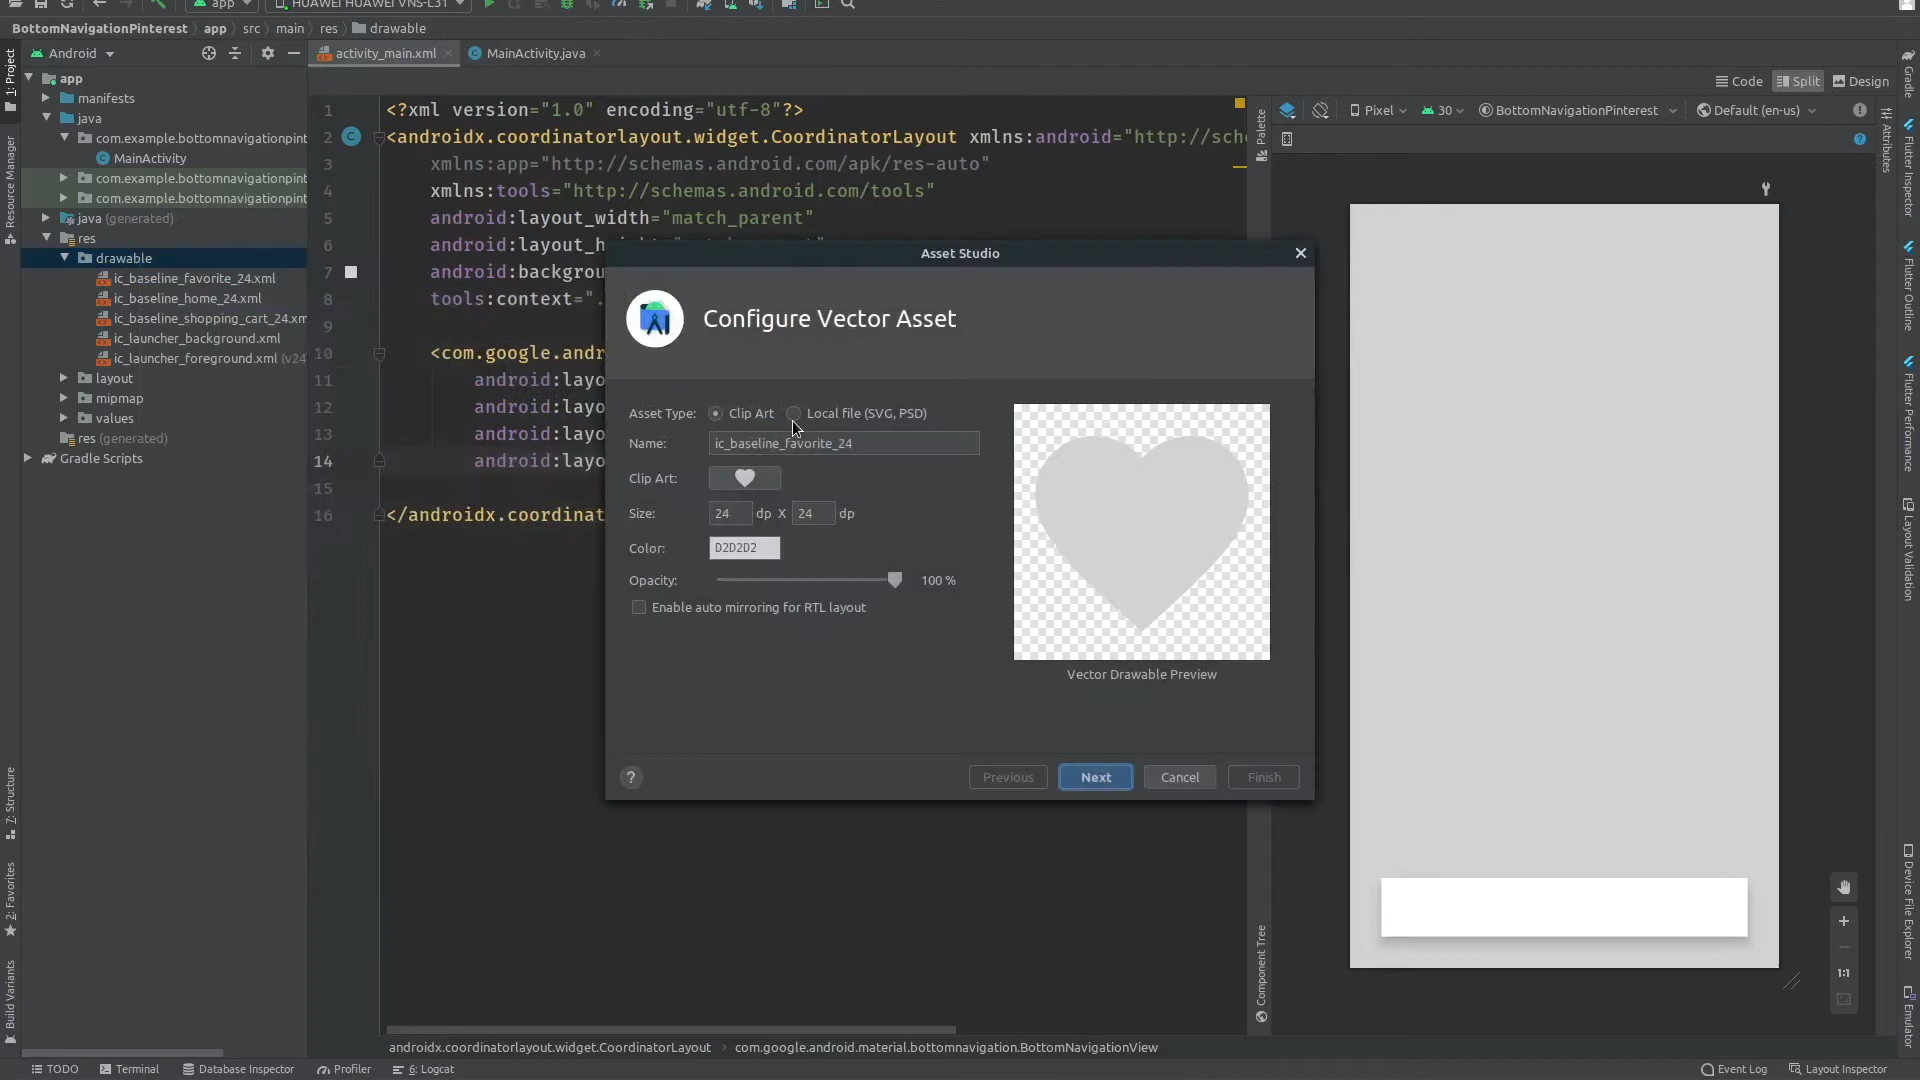 app
HUAWEI HUAWEI VNS-L31
BottomNavigationPinterest
app
src
main
res
drawable
Android
activity_main.xml
MainActivity.java
Code
Split
Design
1: Project
Resource Manager
7: Structure
2: Favorites
Build Variants
app
manifests
java
com.example.bottomnavigationpint
MainActivity
com.example.bottomnavigationpint
com.example.bottomnavigationpint
java (generated)
res
drawable
ic_baseline_favorite_24.xml
ic_baseline_home_24.xml
ic_baseline_shopping_cart_24.xm
ic_launcher_background.xml
ic_launcher_foreground.xml (v24
layout
mipmap
values
res (generated)
Gradle Scripts
1 <?xml version="1.0" encoding="utf-8"?>
2 <androidx.coordinatorlayout.widget.CoordinatorLayout xmlns:android="http://sch
3 xmlns:app="http://schemas.android.com/apk/res-auto"
4 xmlns:tools="http://schemas.android.com/tools"
5 android:layout_width="match_parent"
6 android:layout_h
7 android:backgrou
8 tools:context=".
9
10 <com.google.andr
11 android:layo
12 android:layo
13 android:layo
14 android:layo
15
16 </androidx.coordinat
Asset Studio
Configure Vector Asset
Asset Type: Clip Art Local file (SVG, PSD)
Name: ic_baseline_favorite_24
Clip Art:
Size: 24 dp X 24 dp
Color: D2D2D2
Opacity: 100 %
Enable auto mirroring for RTL layout
Vector Drawable Preview
? Previous Next Cancel Finish
Palette
Component Tree
Pixel
30
BottomNavigationPinterest
Default (en-us)
Attributes
1:1
Gradle
Flutter Inspector
Flutter Outline
Flutter Performance
Layout Validation
Device File Explorer
Emulator
androidx.coordinatorlayout.widget.CoordinatorLayout
com.google.android.material.bottomnavigation.BottomNavigationView
TODO
Terminal
Database Inspector
Profiler
6: Logcat
Event Log
Layout Inspector